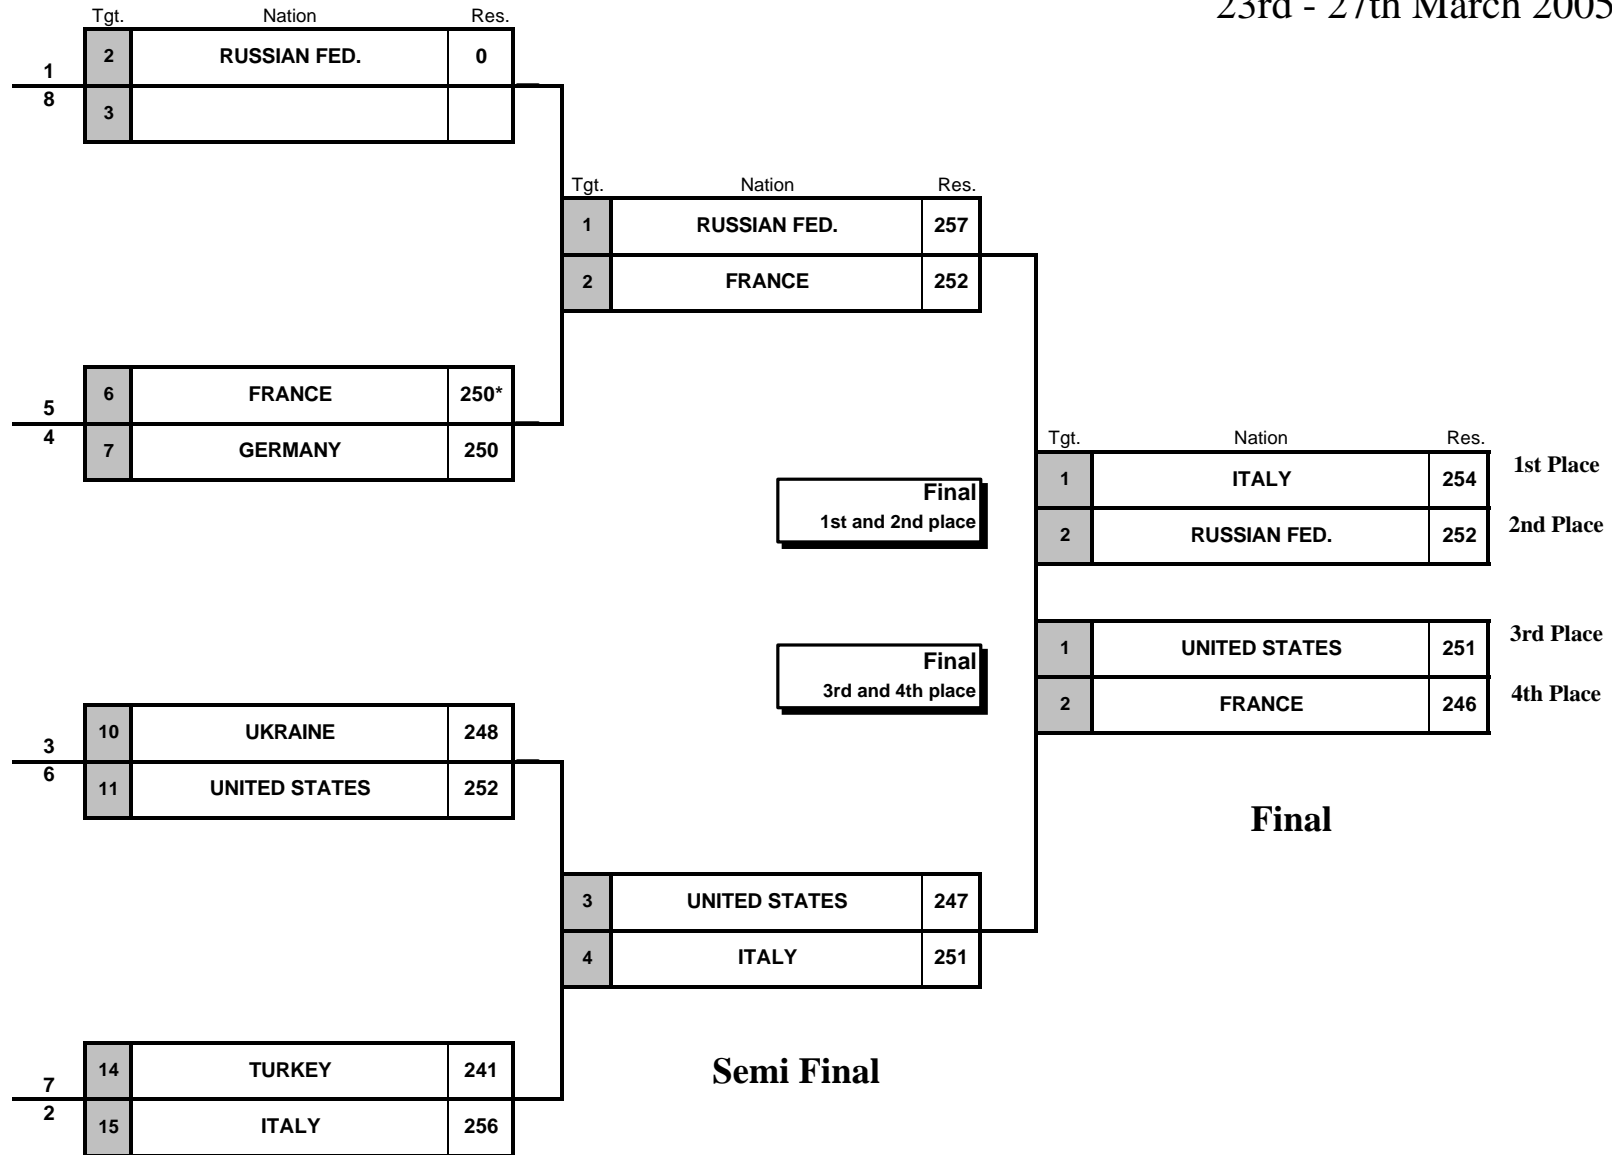 23rd - 27th March 2005
Tgt. Nation Res.
1 2 RUSSIAN FED. 0
8 3
5 6 FRANCE 250*
4 7 GERMANY 250
3 10 UKRAINE 248
6 11 UNITED STATES 252
7 14 TURKEY 241
2 15 ITALY 256
Tgt. Nation Res.
1 RUSSIAN FED. 257
2 FRANCE 252
3 UNITED STATES 247
4 ITALY 251
Semi Final
Final
1st and 2nd place
Final
3rd and 4th place
Tgt. Nation Res.
1 ITALY 254 1st Place
2 RUSSIAN FED. 252 2nd Place
1 UNITED STATES 251 3rd Place
2 FRANCE 246 4th Place
Final